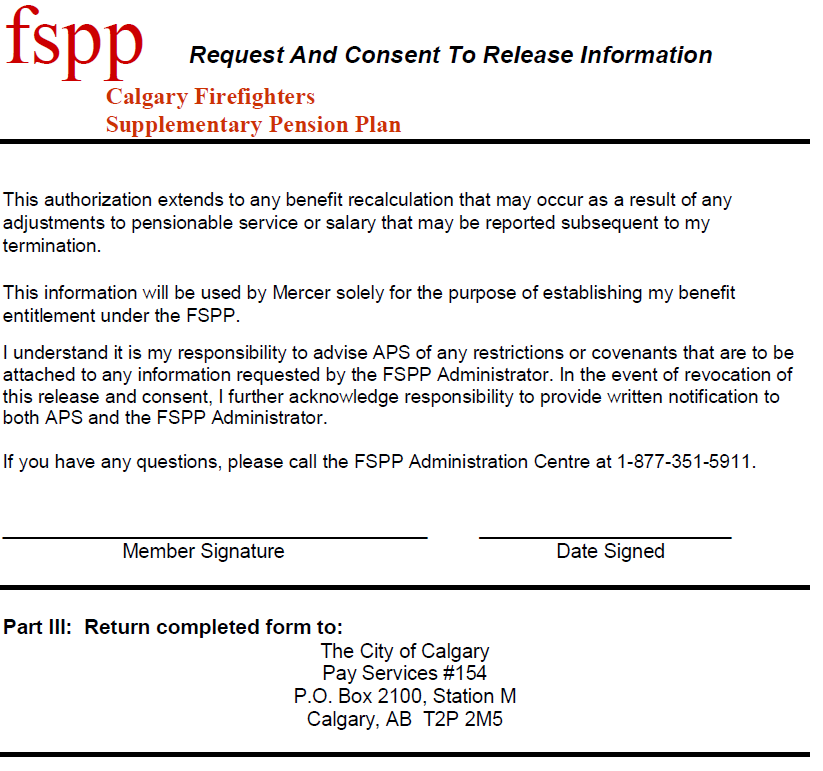 fspp
Request And Consent To Release Information
Calgary Firefighters
Supplementary Pension Plan
This authorization extends to any benefit recalculation that may occur as a result of any
adjustments to pensionable service or salary that may be reported subsequent to my
termination.
This information will be used by Mercer solely for the purpose of establishing my benefit
entitlement under the FSPP.
I understand it is my responsibility to advise APS of any restrictions or covenants that are to be
attached to any information requested by the FSPP Administrator. In the event of revocation of
this release and consent, I further acknowledge responsibility to provide written notification to
both APS and the FSPP Administrator.
If you have any questions, please call the FSPP Administration Centre at 1-877-351-5911.
Member Signature
Date Signed
Part III: Return completed form to:
The City of Calgary
Pay Services #154
P.O. Box 2100, Station M
Calgary, AB T2P 2M5